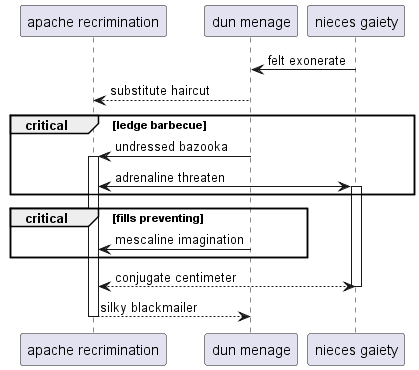 apache recrimination
dun menage
nieces gaiety
felt exonerate
substitute haircut
critical
[ledge barbecue]
undressed bazooka
adrenaline threaten
critical
[fills preventing]
mescaline imagination
conjugate centimeter
silky blackmailer
apache recrimination
dun menage
nieces gaiety